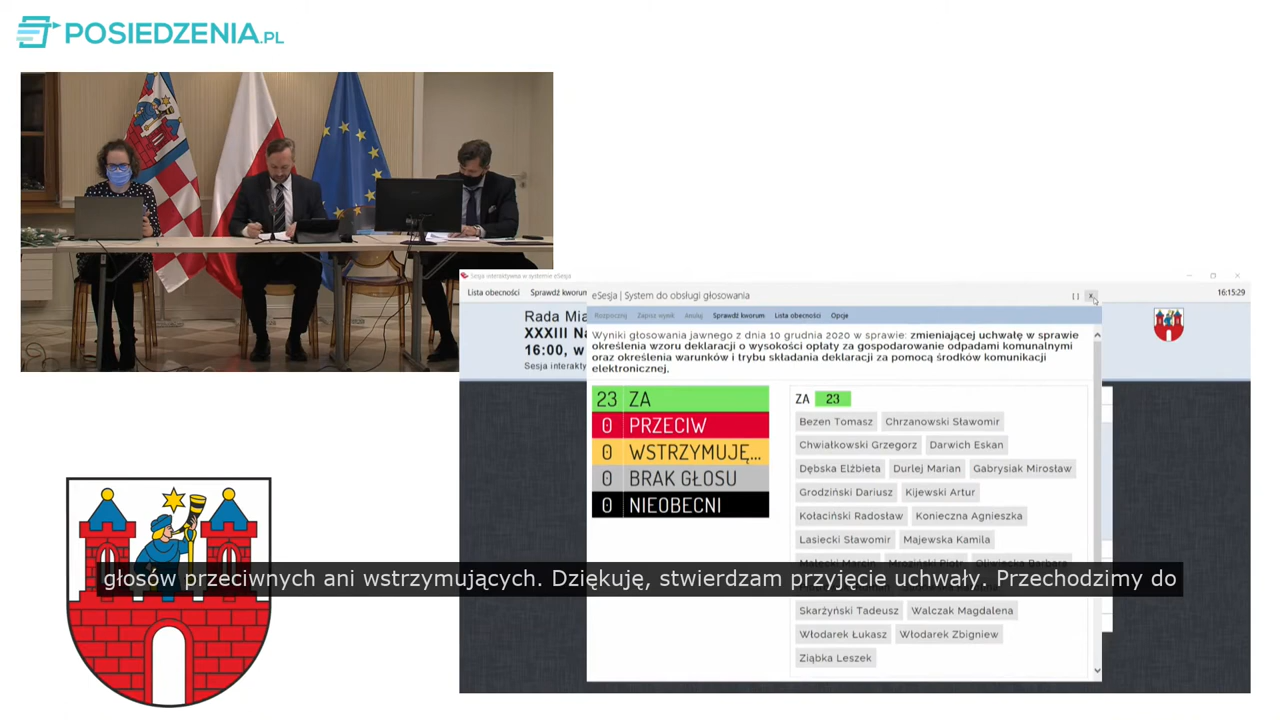 POSIEDZENIA.PL
Sesja interaktywna w systemie eSesja
Lista obecności Sprawdź kworum
16:15:29
Rada Mia
XXXIII Na
16:00, w
Sesja interakty
eSesja | System do obsługi głosowania
[ ] x
Rozpocznij Zapisz wynik Anuluj Sprawdź kworum Lista obecności Opcje
Wyniki głosowania jawnego z dnia 10 grudnia 2020 w sprawie: zmieniającej uchwałę w sprawie
określenia wzoru deklaracji o wysokości opłaty za gospodarowanie odpadami komunalnymi
oraz określenia warunków i trybu składania deklaracji za pomocą środków komunikacji
elektronicznej,
23 ZA
0 PRZECIW
0 WSTRZYMUJĘ...
0 BRAK GŁOSU
0 NIEOBECNI
ZA 23
Bezen Tomasz Chrzanowski Sławomir
Chwiałkowski Grzegorz Darwich Eskan
Dębska Elżbieta Durlej Marian Gabrysiak Mirosław
Grodziński Dariusz Kijewski Artur
Kołaciński Radosław Konieczna Agnieszka
Lasiecki Sławomir Majewska Kamila
głosów przeciwnych ani wstrzymujących. Dziękuję, stwierdzam przyjęcie uchwały. Przechodzimy do
Skarżyński Tadeusz Walczak Magdalena
Włodarek Łukasz Włodarek Zbigniew
Ziąbka Leszek